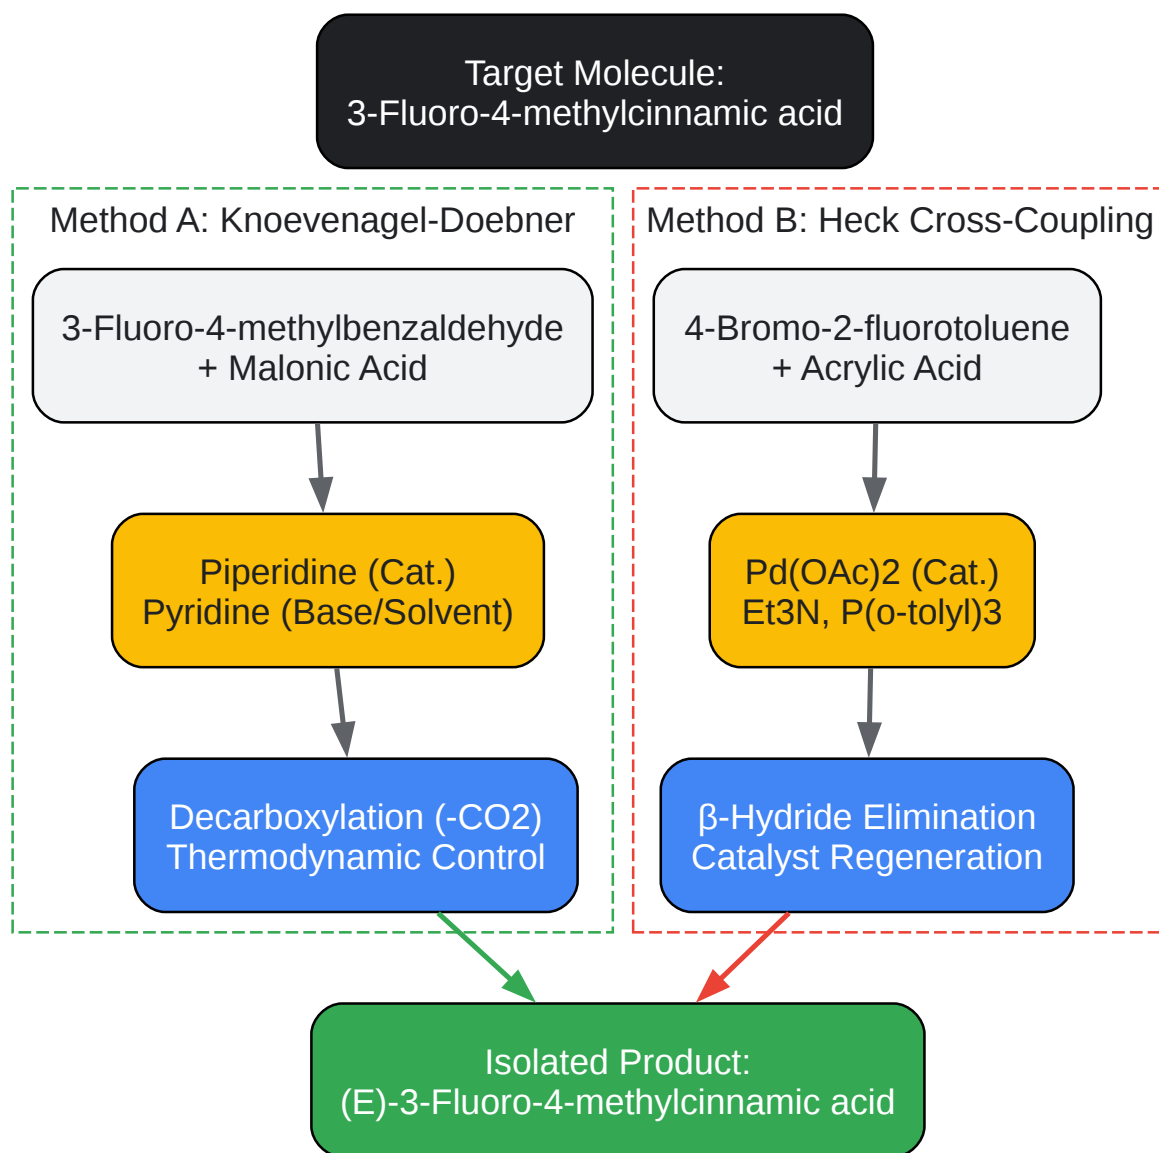 Target Molecule:
3-Fluoro-4-methylcinnamic acid
Method A: Knoevenagel-Doebner
3-Fluoro-4-methylbenzaldehyde
+ Malonic Acid
Piperidine (Cat.)
Pyridine (Base/Solvent)
Decarboxylation (-CO2)
Thermodynamic Control
Method B: Heck Cross-Coupling
4-Bromo-2-fluorotoluene
+ Acrylic Acid
Pd(OAc)2 (Cat.)
Et3N, P(o-tolyl)3
β-Hydride Elimination
Catalyst Regeneration
Isolated Product:
(E)-3-Fluoro-4-methylcinnamic acid